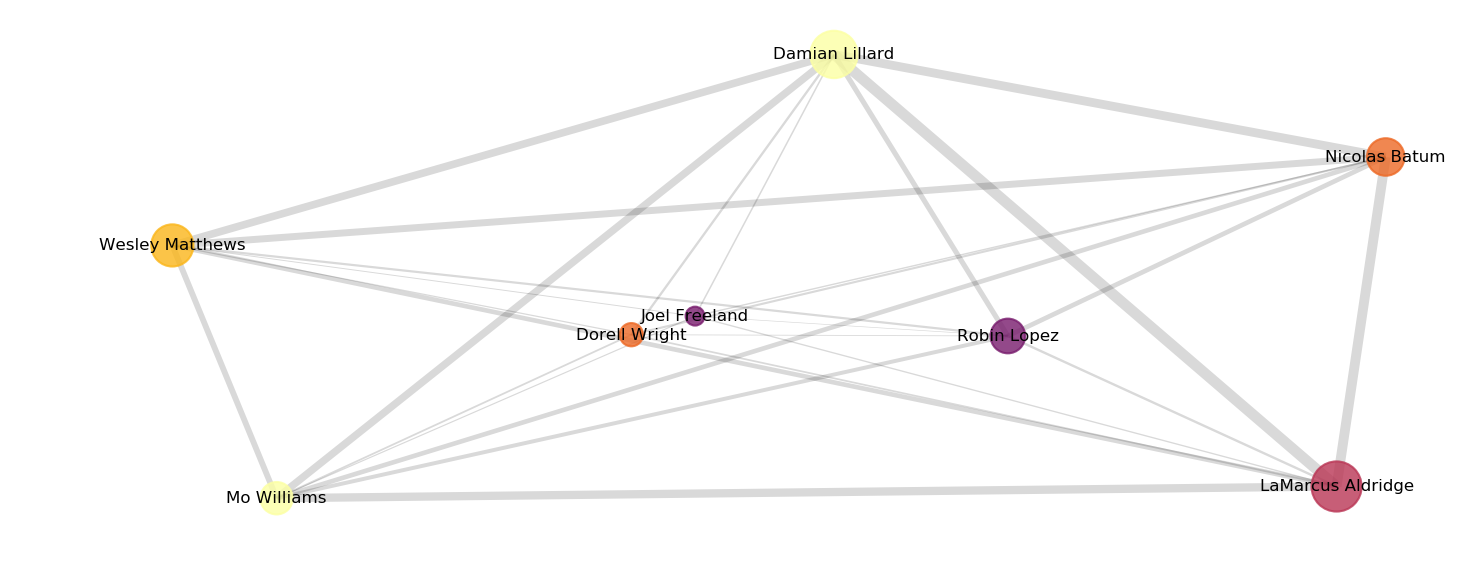 Damian Lillard
Nicolas Batum
Wesley Matthews
Joel Freeland
Dorell Wright
Robin Lopez
LaMarcus Aldridge
Mo Williams